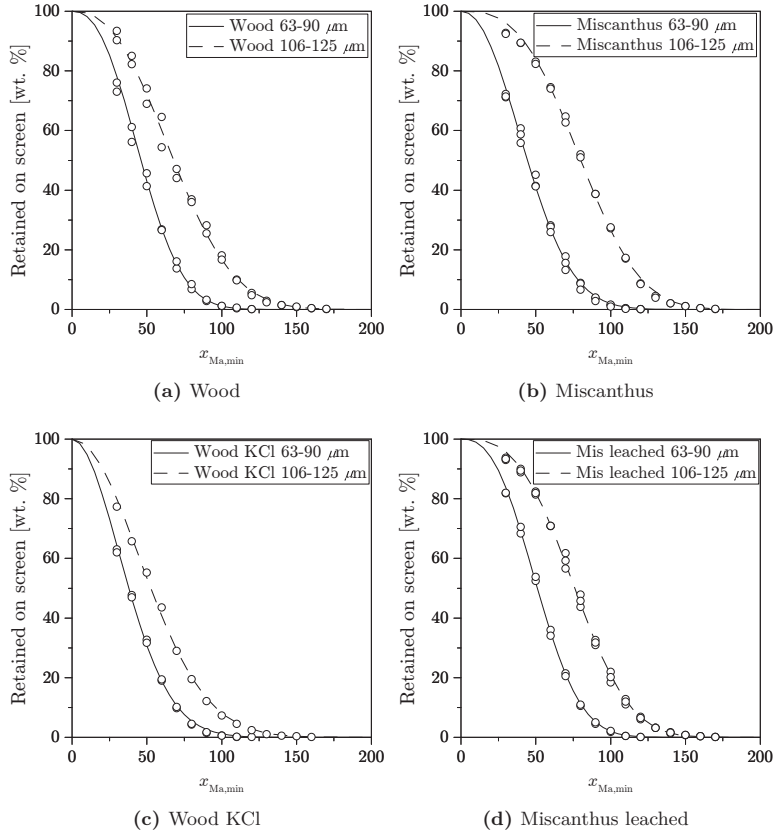 Retained on screen [wt. %]
100
80
60
40
20
0
Wood 63-90 μm
Wood 106-125 μm
0 50 100 150 200
x Ma,min
(a) Wood
Retained on screen [wt. %]
100
80
60
40
20
0
Miscanthus 63-90 μm
Miscanthus 106-125 μm
0 50 100 150 200
x Ma,min
(b) Miscanthus
Retained on screen [wt. %]
100
80
60
40
20
0
Wood KCl 63-90 μm
Wood KCl 106-125 μm
0 50 100 150 200
x Ma,min
(c) Wood KCl
Retained on screen [wt. %]
100
80
60
40
20
0
Mis leached 63-90 μm
Mis leached 106-125 μm
0 50 100 150 200
x Ma,min
(d) Miscanthus leached